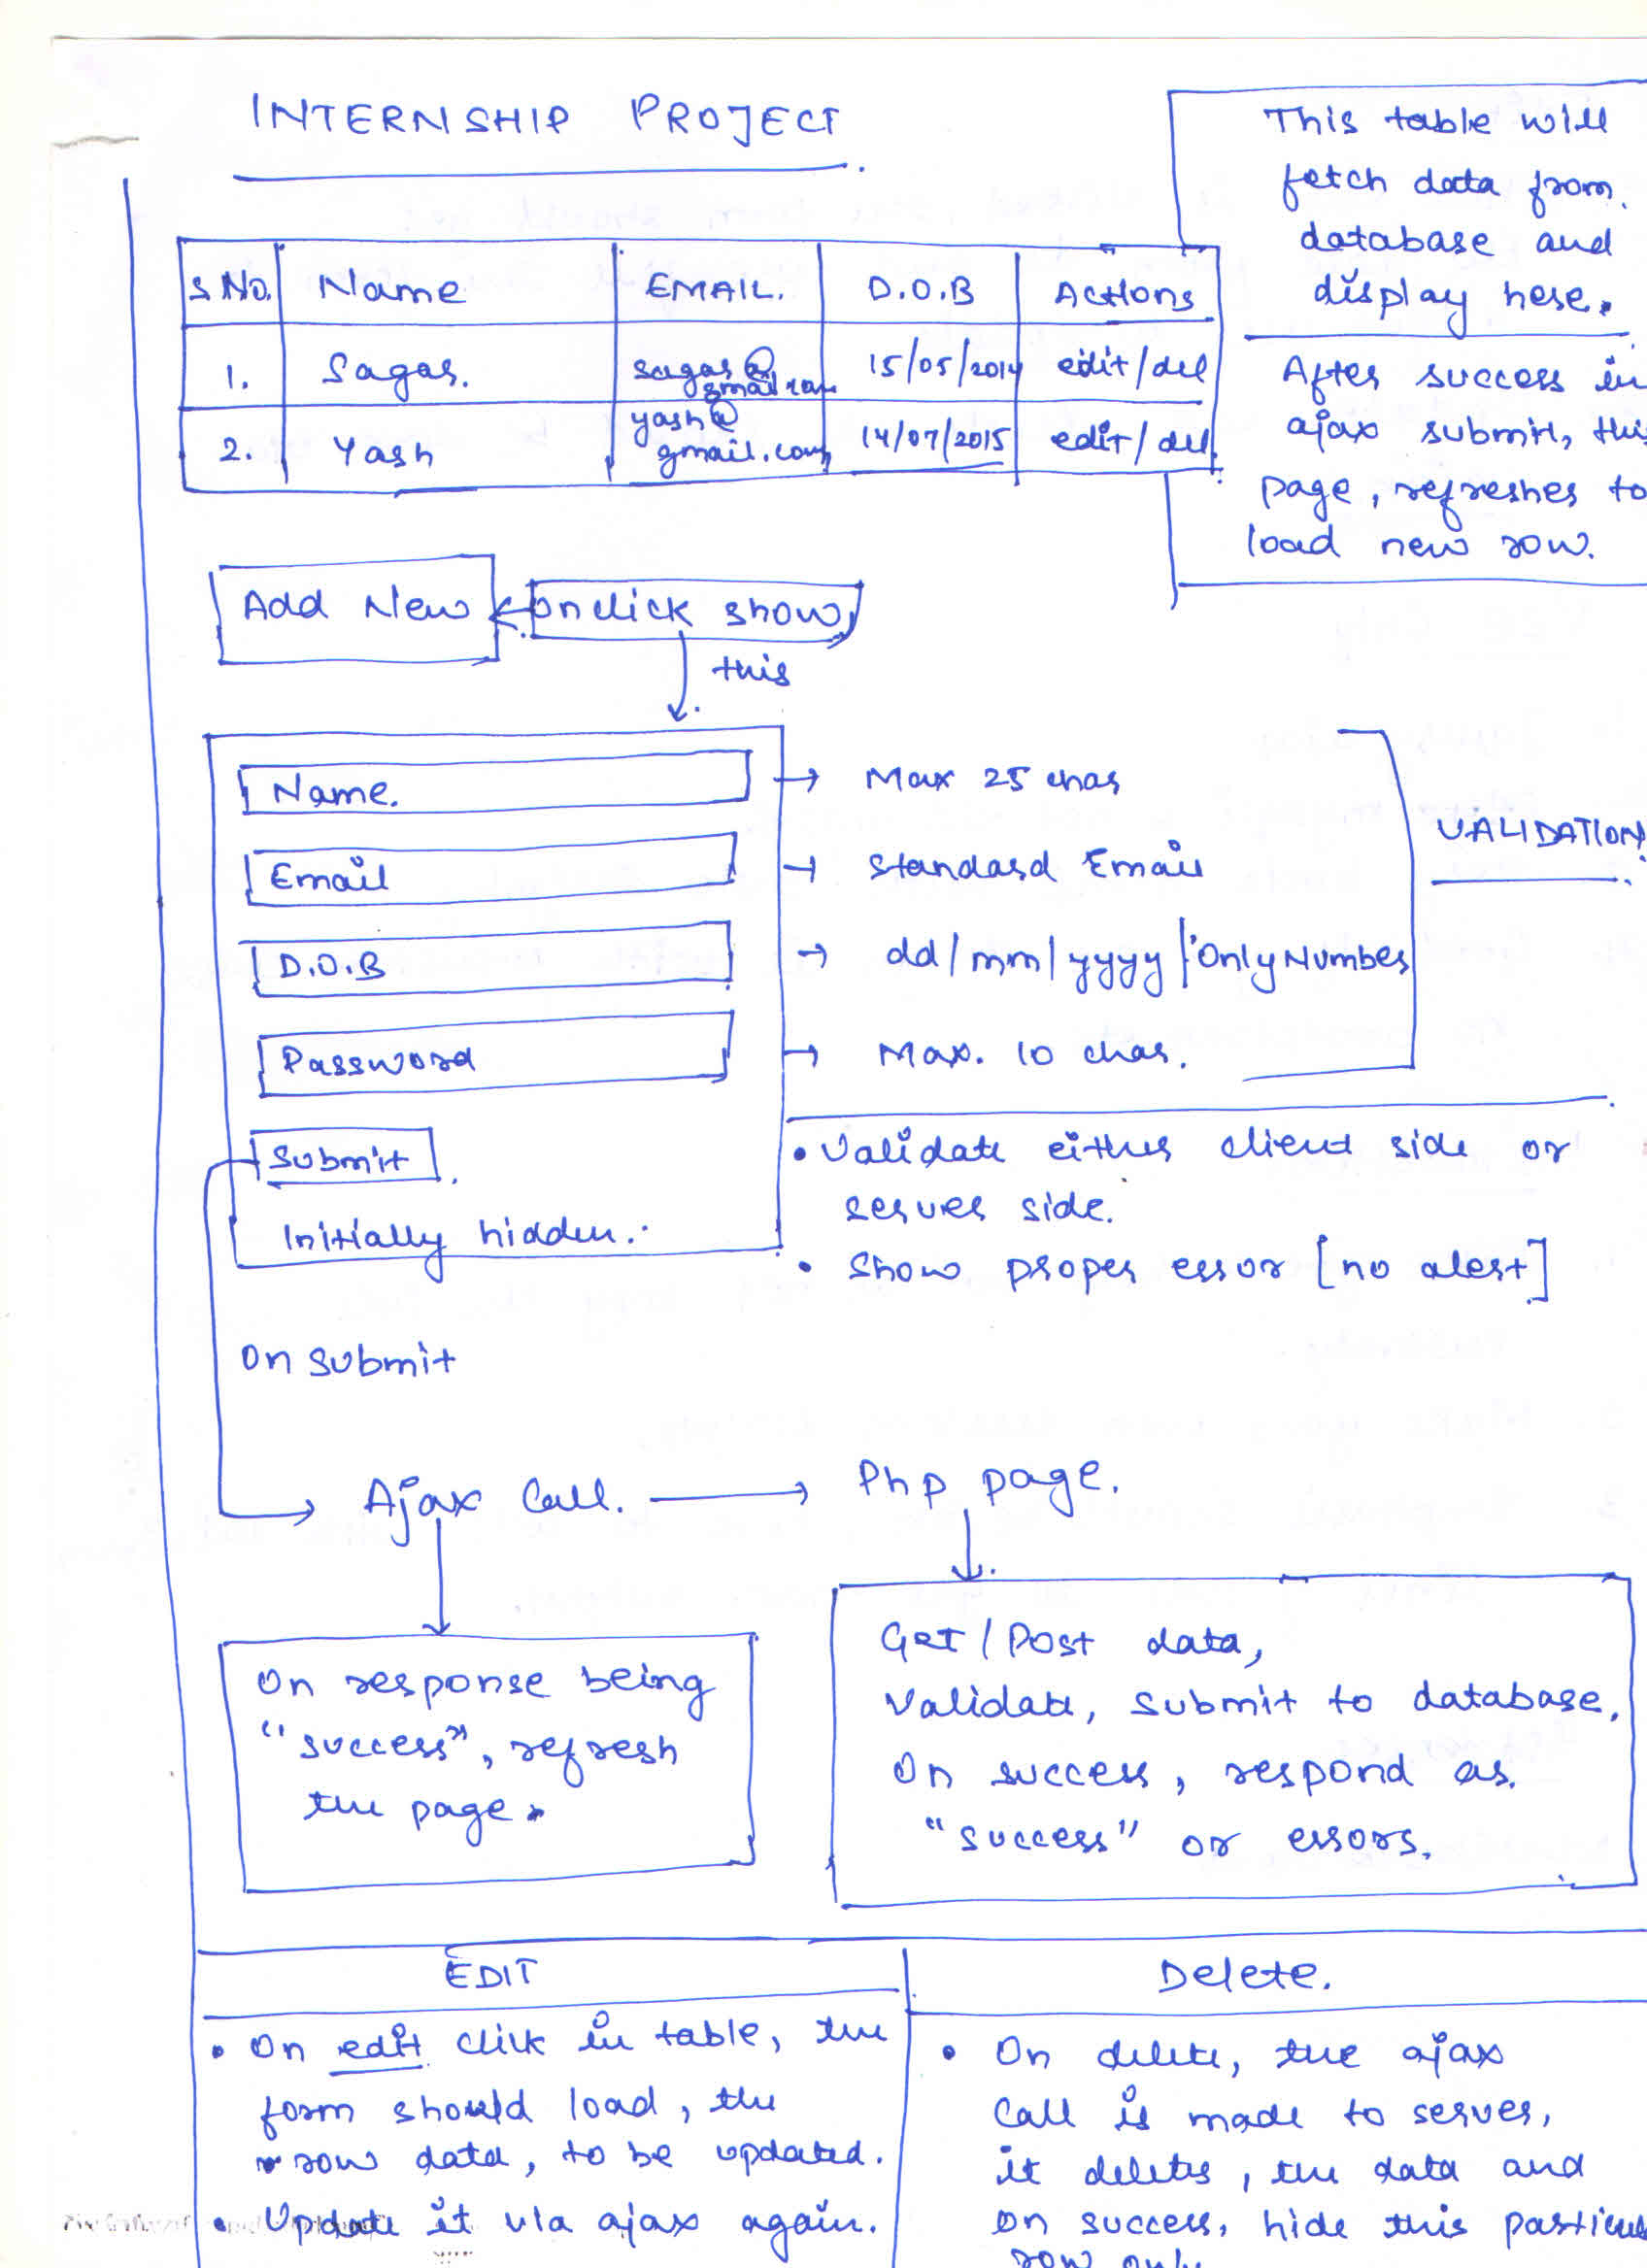 INTERNSHIP PROJECT
This table will
fetch data from
database and
display here.
After success in
ajax submit, this
page, refreshes to
load new row.
S No. Name EMAIL. D.O.B Actions
1. Sagar. sagar@gmail.com 15/05/2014 edit/del
2. Yash yash@gmail.com 14/07/2015 edit/del
Add New
onclick show
this
Name. → Max 25 char
Email → Standard Email
D.O.B → dd/mm/yyyy | Only Number
Password → Max. 10 char.
VALIDATION
Submit
Initially hidden.
• Validate either client side or
server side.
• Show proper error [no alert]
On Submit
Ajax Call. → Php page.
On response being
"success", refresh
the page.
GET / Post data,
Validate, submit to database.
On success, respond as.
"success" or errors.
EDIT
• On edit click in table, the
form should load, the
row data, to be updated.
• Update it via ajax again.
Delete.
• On delete, the ajax
call is made to server,
it deletes, the data and
on success, hide this
row only